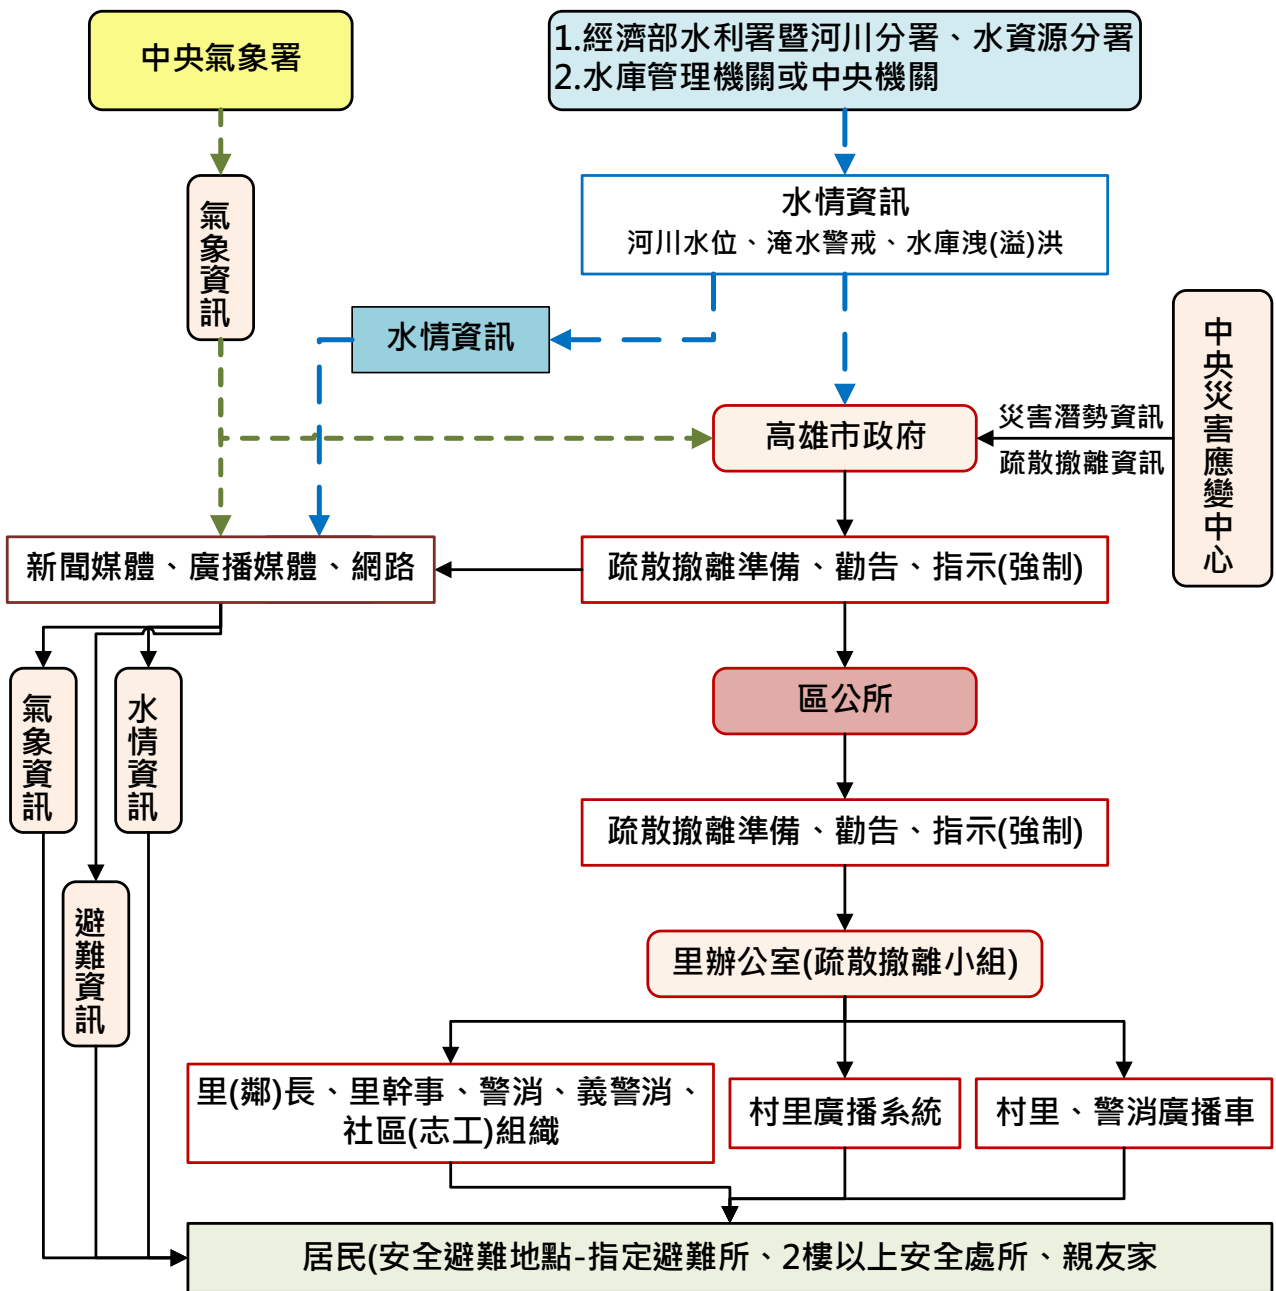 中央氣象署
1.經濟部水利署暨河川分署、水資源分署
2.水庫管理機關或中央機關
氣象資訊
水情資訊
河川水位、淹水警戒、水庫洩(溢)洪
水情資訊
中央災害應變中心
高雄市政府
災害潛勢資訊
疏散撤離資訊
新聞媒體、廣播媒體、網路
疏散撤離準備、勸告、指示(強制)
氣象資訊
水情資訊
區公所
疏散撤離準備、勸告、指示(強制)
避難資訊
里辦公室(疏散撤離小組)
里(鄰)長、里幹事、警消、義警消、
社區(志工)組織
村里廣播系統
村里、警消廣播車
居民(安全避難地點-指定避難所、2樓以上安全處所、親友家